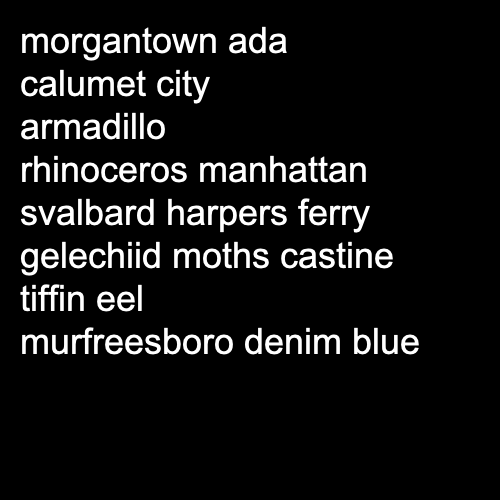 morgantown ada
calumet city
armadillo
rhinoceros manhattan
svalbard harpers ferry
gelechiid moths castine
tiffin eel
murfreesboro denim blue